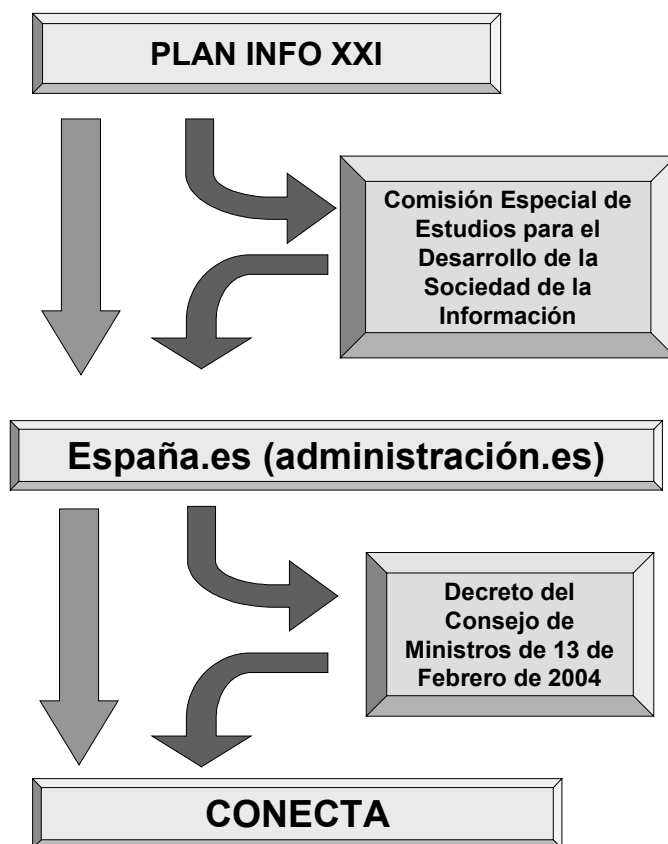 PLAN INFO XXI
Comisión Especial de
Estudios para el
Desarrollo de la
Sociedad de la
Información
España.es (administración.es)
Decreto del
Consejo de
Ministros de 13 de
Febrero de 2004
CONECTA